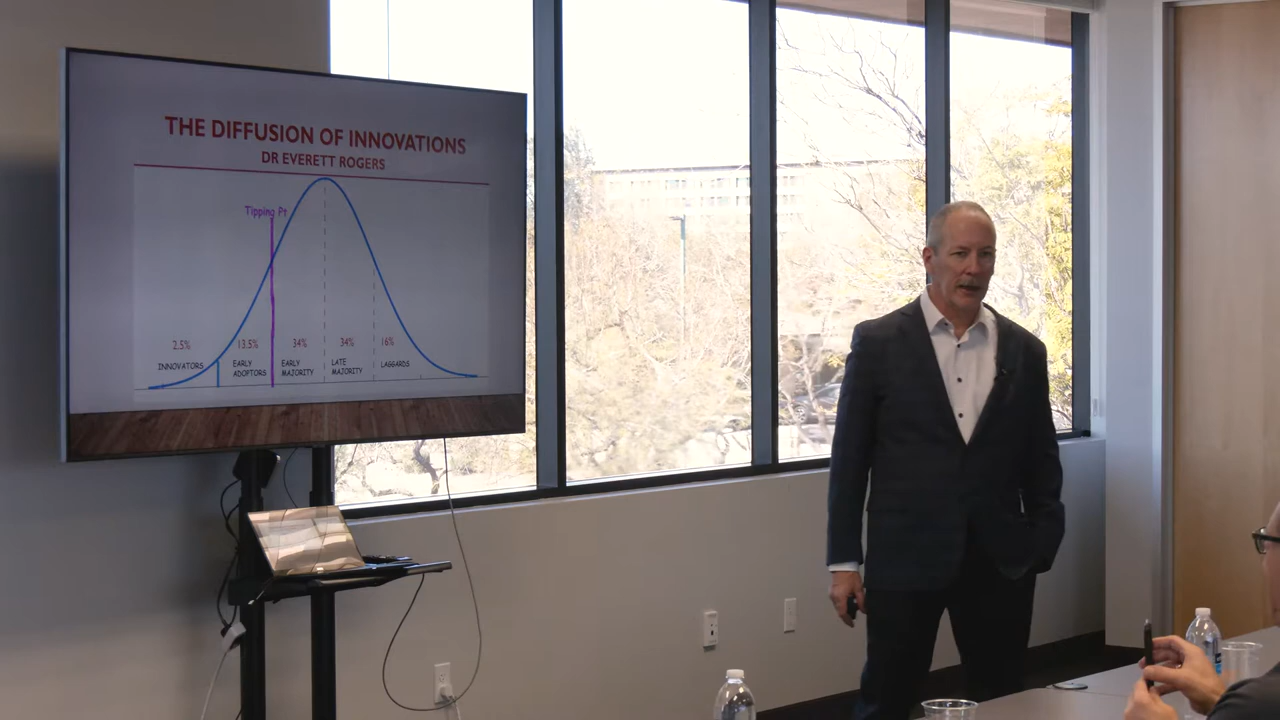 THE DIFFUSION OF INNOVATIONS
DR EVERETT ROGERS
Tipping Pt
2.5% 13.5% 34% 34% 16%
INNOVATORS EARLY ADOPTORS EARLY MAJORITY LATE MAJORITY LAGGARDS